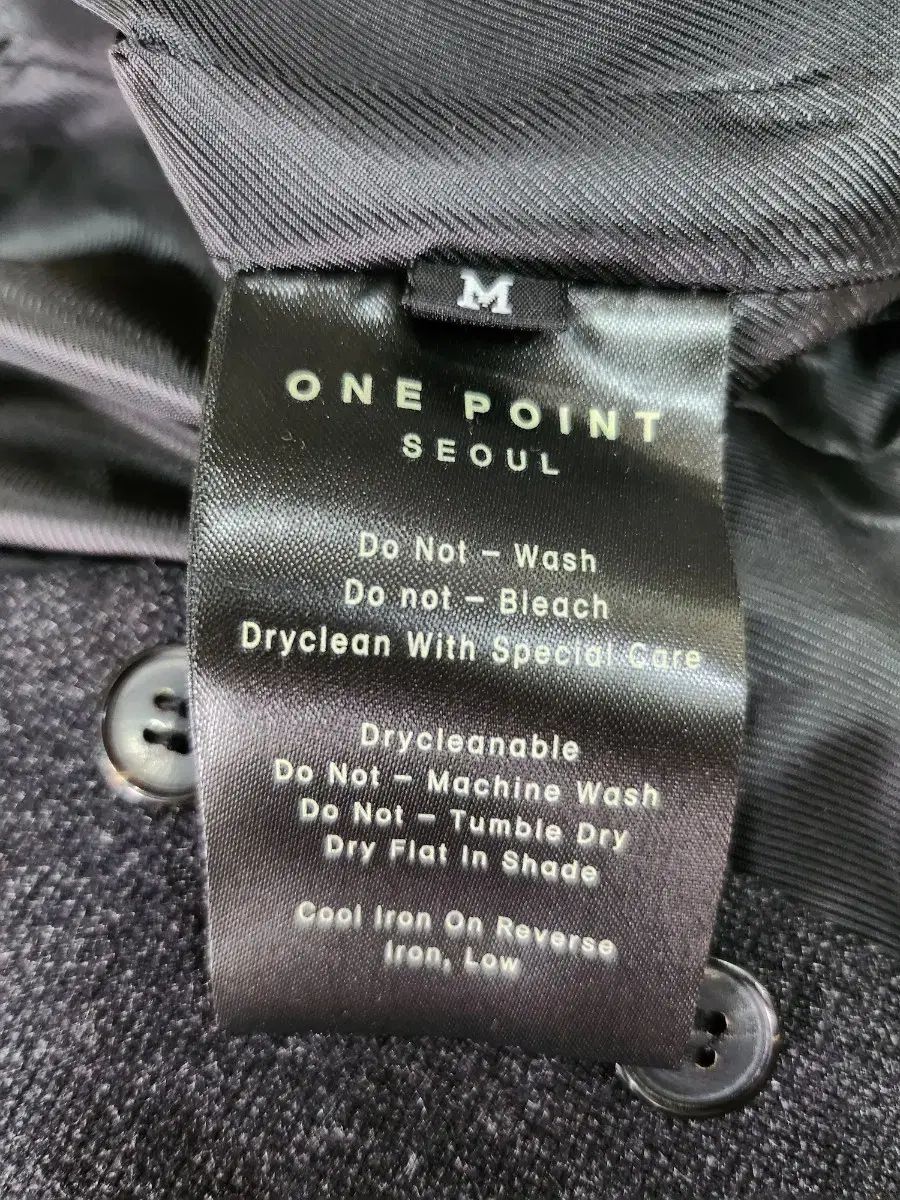 M
ONE POINT
SEOUL
Do Not – Wash
Do not – Bleach
Dryclean With Special Care
Drycleanable
Do Not – Machine Wash
Do Not – Tumble Dry
Dry Flat In Shade
Cool Iron On Reverse
Iron, Low